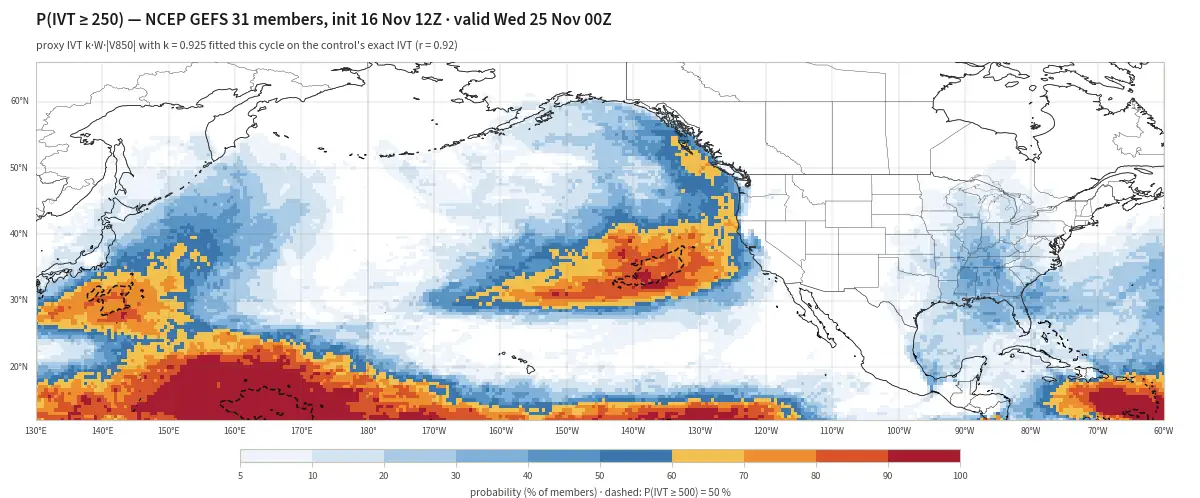 P(IVT ≥ 250) — NCEP GEFS 31 members, init 16 Nov 12Z · valid Wed 25 Nov 00Z
proxy IVT k·W·|V850| with k = 0.925 fitted this cycle on the control's exact IVT (r = 0.92)
60°N
50°N
40°N
30°N
20°N
130°E 140°E 150°E 160°E 170°E 180° 170°W 160°W 150°W 140°W 130°W 120°W 110°W 100°W 90°W 80°W 70°W 60°W
5 10 20 30 40 50 60 70 80 90 100
probability (% of members) · dashed: P(IVT ≥ 500) = 50 %